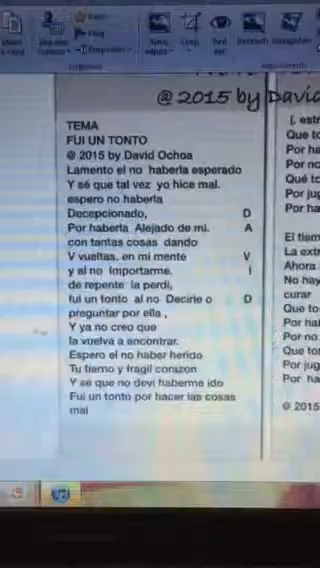 @ 2015 by David
TEMA
FUI UN TONTO
@ 2015 by David Ochoa
Lamento el no haberla esperado
Y sé que tal vez yo hice mal.
espero no haberla
Decepcionado,
Por haberla Alejado de mi.
con tantas cosas dando
V vueltas. en mi mente
y al no Importarme.
de repente la perdi,
fui un tonto al no Decirle o
preguntar por ella ,
Y ya no creo que
la vuelva a encontrar.
Espero el no haber herido
Tu tierno y fragil corazon
Y se que no devi haberme ido
Fui un tonto por hacer las cosas
mal
D
A
V
I
D
Que to
Por ha
Por no
Qué to
Por jug
Por ha
El tiem
La extr
Ahora
No hay
curar
Que to
Por hal
Por no
Que tor
Por jug
Por ha
@ 2015